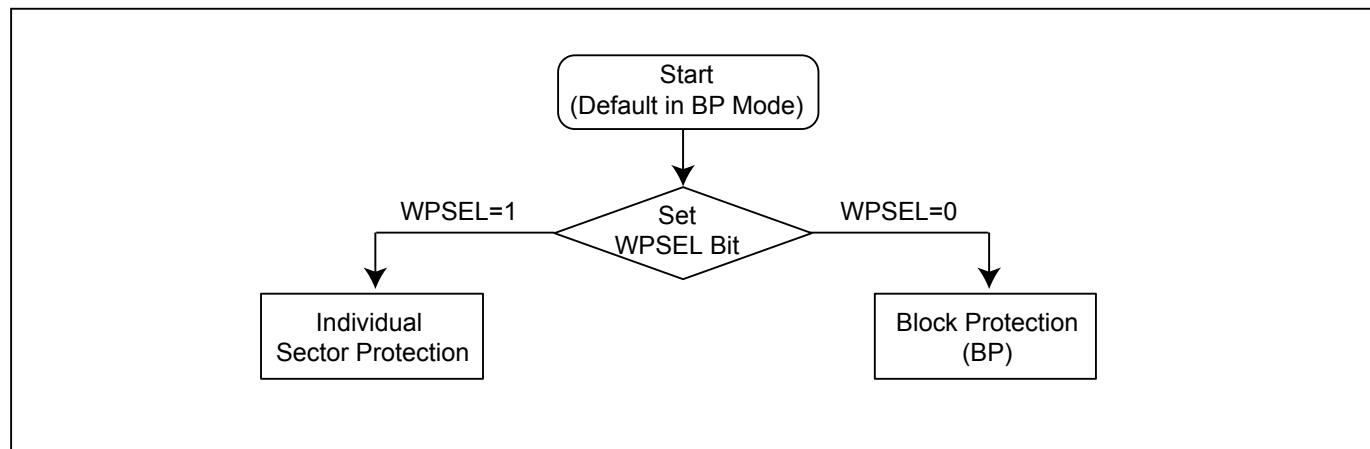 Start
(Default in BP Mode)
WPSEL=1
Set
WPSEL Bit
WPSEL=0
Individual
Sector Protection
Block Protection
(BP)